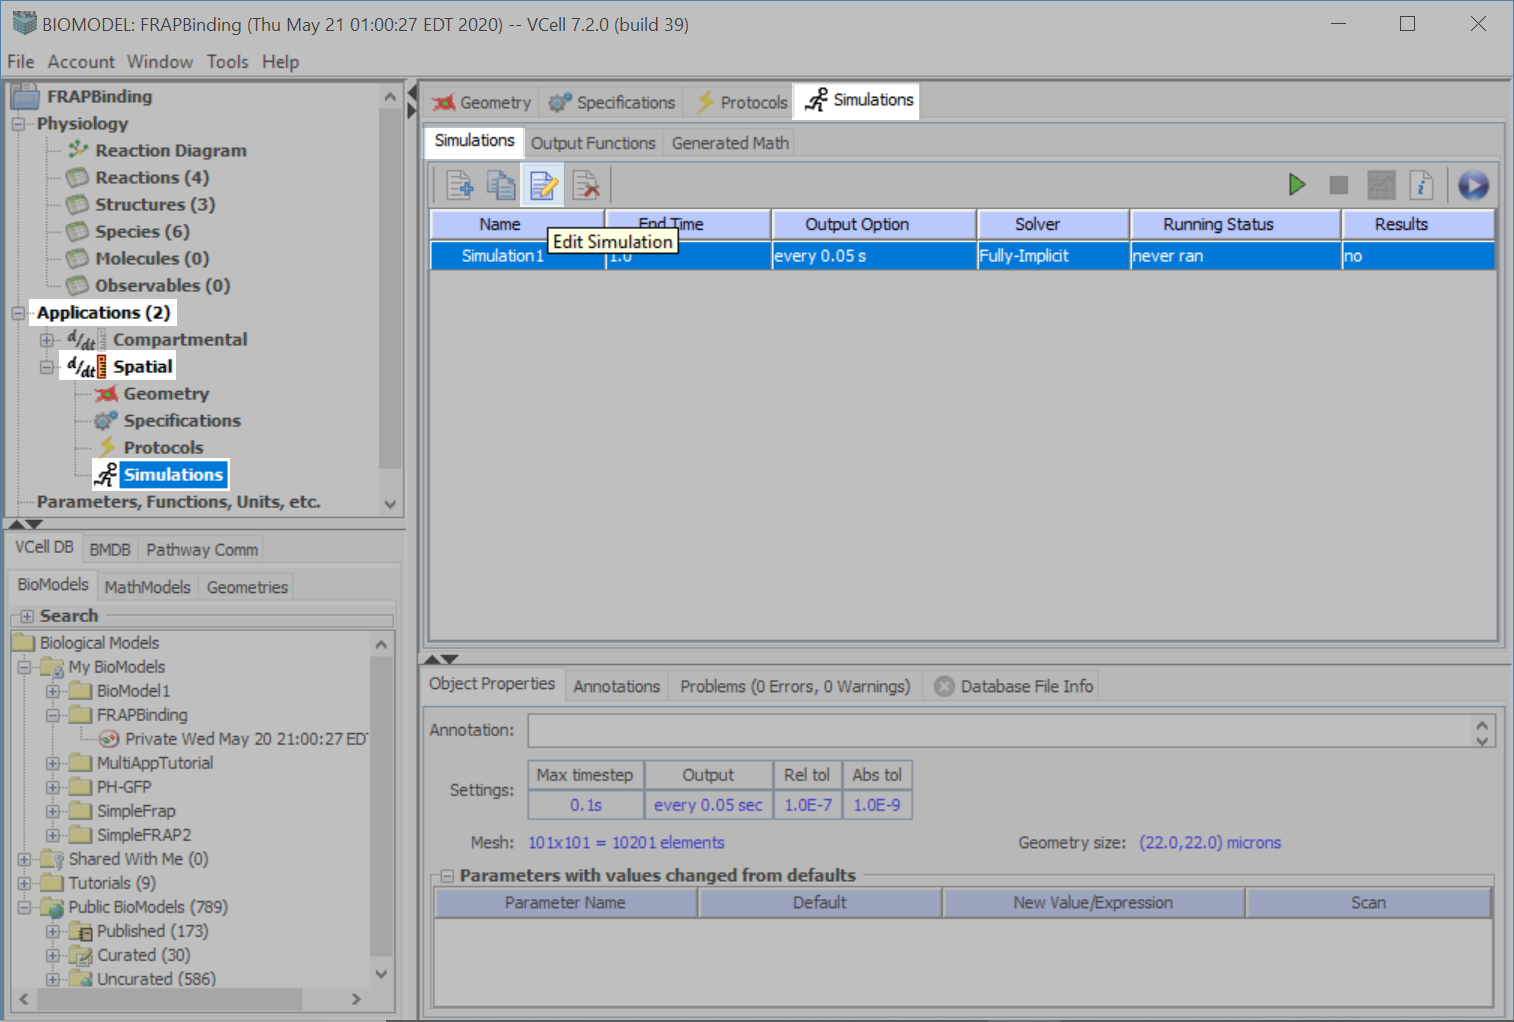 BIOMODEL: FRAPBinding (Thu May 21 01:00:27 EDT 2020) -- VCell 7.2.0 (build 39)
File Account Window Tools Help
FRAPBinding
Physiology
Reaction Diagram
Reactions (4)
Structures (3)
Species (6)
Molecules (0)
Observables (0)
Applications (2)
d/dt Compartmental
d/dt Spatial
Geometry
Specifications
Protocols
Simulations
Parameters, Functions, Units, etc.
VCell DB BMDB Pathway Comm
BioModels MathModels Geometries
Search
Biological Models
My BioModels
BioModel1
FRAPBinding
Private Wed May 20 21:00:27 ED
MultiAppTutorial
PH-GFP
SimpleFrap
SimpleFRAP2
Shared With Me (0)
Tutorials (9)
Public BioModels (789)
Published (173)
Curated (30)
Uncurated (586)
Geometry Specifications Protocols Simulations
Simulations Output Functions Generated Math
Name End Time Output Option Solver Running Status Results
Edit Simulation
Simulation1 1.0 every 0.05 s Fully-Implicit never ran no
Object Properties Annotations Problems (0 Errors, 0 Warnings) Database File Info
Annotation:
Settings:
Max timestep Output Rel tol Abs tol
0.1s every 0.05 sec 1.0E-7 1.0E-9
Mesh: 101x101 = 10201 elements Geometry size: (22.0,22.0) microns
Parameters with values changed from defaults
Parameter Name Default New Value/Expression Scan